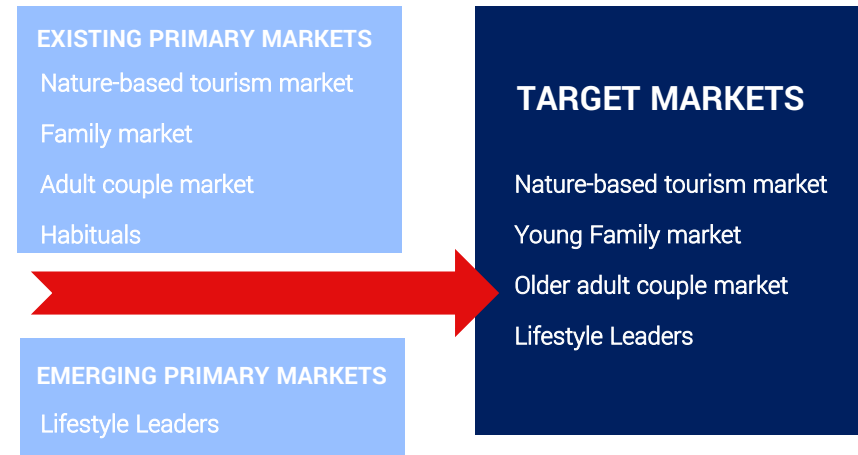 EXISTING PRIMARY MARKETS
Nature-based tourism market
Family market
Adult couple market
Habituals
EMERGING PRIMARY MARKETS
Lifestyle Leaders
TARGET MARKETS
Nature-based tourism market
Young Family market
Older adult couple market
Lifestyle Leaders